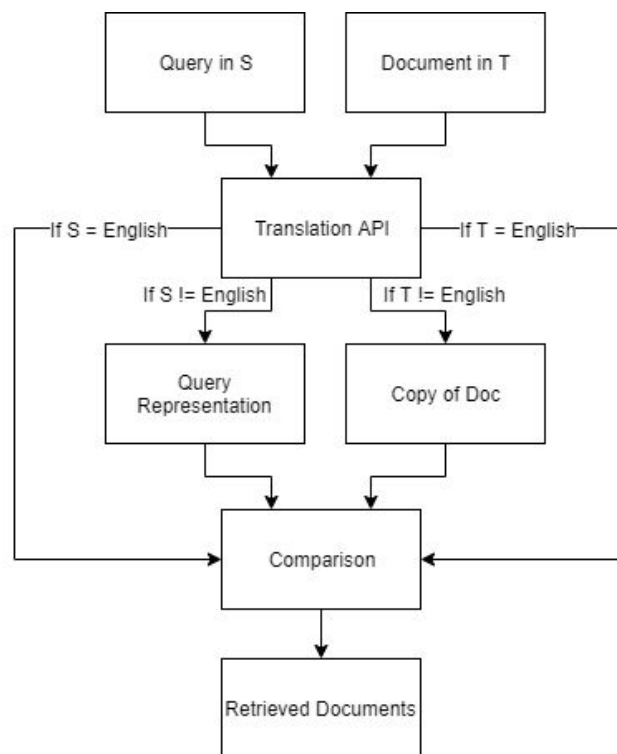 Query in S
Document in T
Translation API
If S = English
If T = English
If S != English
If T != English
Query
Representation
Copy of Doc
Comparison
Retrieved Documents